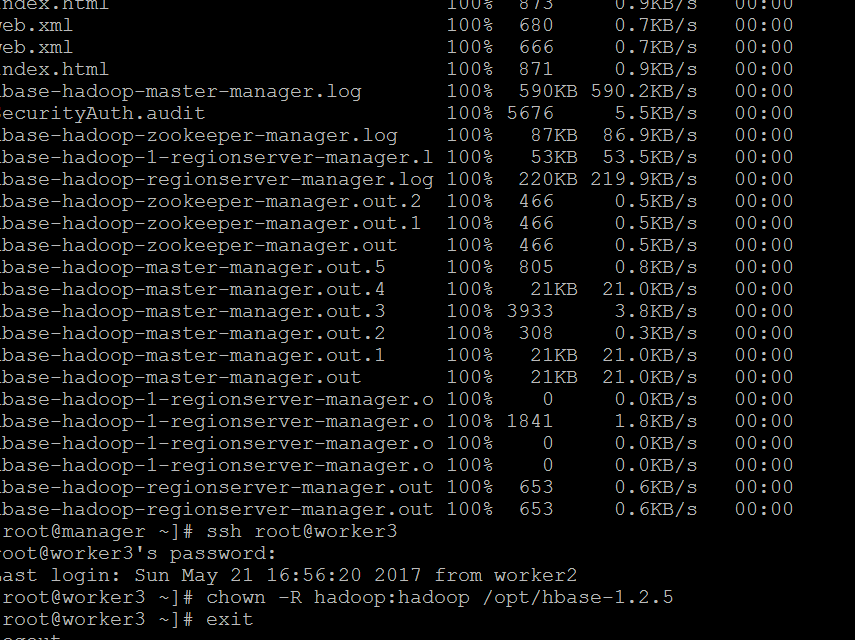 index.html 100% 873 0.9KB/s 00:00
web.xml 100% 680 0.7KB/s 00:00
web.xml 100% 666 0.7KB/s 00:00
index.html 100% 871 0.9KB/s 00:00
base-hadoop-master-manager.log 100% 590KB 590.2KB/s 00:00
SecurityAuth.audit 100% 5676 5.5KB/s 00:00
base-hadoop-zookeeper-manager.log 100% 87KB 86.9KB/s 00:00
base-hadoop-1-regionserver-manager.l 100% 53KB 53.5KB/s 00:00
base-hadoop-regionserver-manager.log 100% 220KB 219.9KB/s 00:00
base-hadoop-zookeeper-manager.out.2 100% 466 0.5KB/s 00:00
base-hadoop-zookeeper-manager.out.1 100% 466 0.5KB/s 00:00
base-hadoop-zookeeper-manager.out 100% 466 0.5KB/s 00:00
base-hadoop-master-manager.out.5 100% 805 0.8KB/s 00:00
base-hadoop-master-manager.out.4 100% 21KB 21.0KB/s 00:00
base-hadoop-master-manager.out.3 100% 3933 3.8KB/s 00:00
base-hadoop-master-manager.out.2 100% 308 0.3KB/s 00:00
base-hadoop-master-manager.out.1 100% 21KB 21.0KB/s 00:00
base-hadoop-master-manager.out 100% 21KB 21.0KB/s 00:00
base-hadoop-1-regionserver-manager.o 100% 0 0.0KB/s 00:00
base-hadoop-1-regionserver-manager.o 100% 1841 1.8KB/s 00:00
base-hadoop-1-regionserver-manager.o 100% 0 0.0KB/s 00:00
base-hadoop-1-regionserver-manager.o 100% 0 0.0KB/s 00:00
base-hadoop-regionserver-manager.out 100% 653 0.6KB/s 00:00
base-hadoop-regionserver-manager.out 100% 653 0.6KB/s 00:00
root@manager ~]# ssh root@worker3
root@worker3's password:
Last login: Sun May 21 16:56:20 2017 from worker2
root@worker3 ~]# chown -R hadoop:hadoop /opt/hbase-1.2.5
root@worker3 ~]# exit
logout